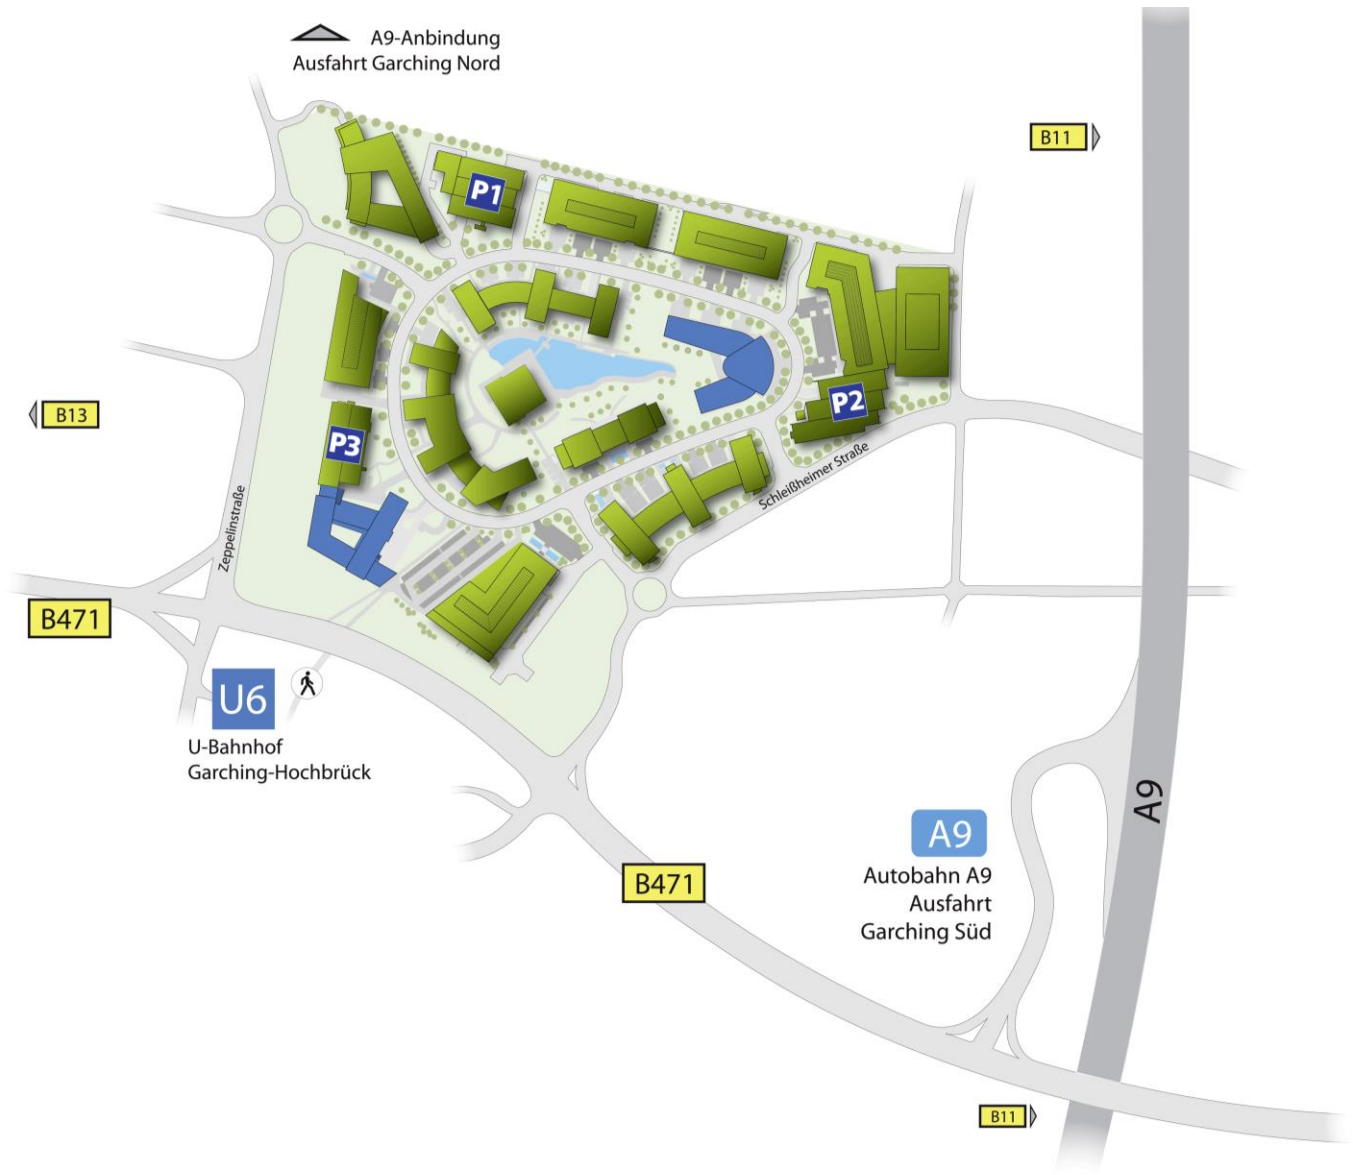 A9-Anbindung
Ausfahrt Garching Nord
B11
P1
P2
B13
P3
Schleißheimer Straße
Zeppelinstraße
B471
U6
U-Bahnhof
Garching-Hochbrück
A9
A9
Autobahn A9
Ausfahrt
Garching Süd
B471
B11